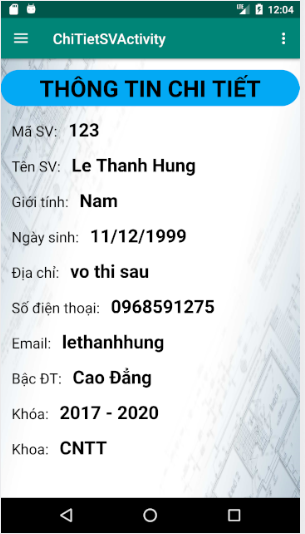 12:04
ChiTietSVActivity
THÔNG TIN CHI TIẾT
Mã SV: 123
Tên SV: Le Thanh Hung
Giới tính: Nam
Ngày sinh: 11/12/1999
Địa chỉ: vo thi sau
Số điện thoại: 0968591275
Email: lethanhhung
Bậc ĐT: Cao Đẳng
Khóa: 2017 - 2020
Khoa: CNTT